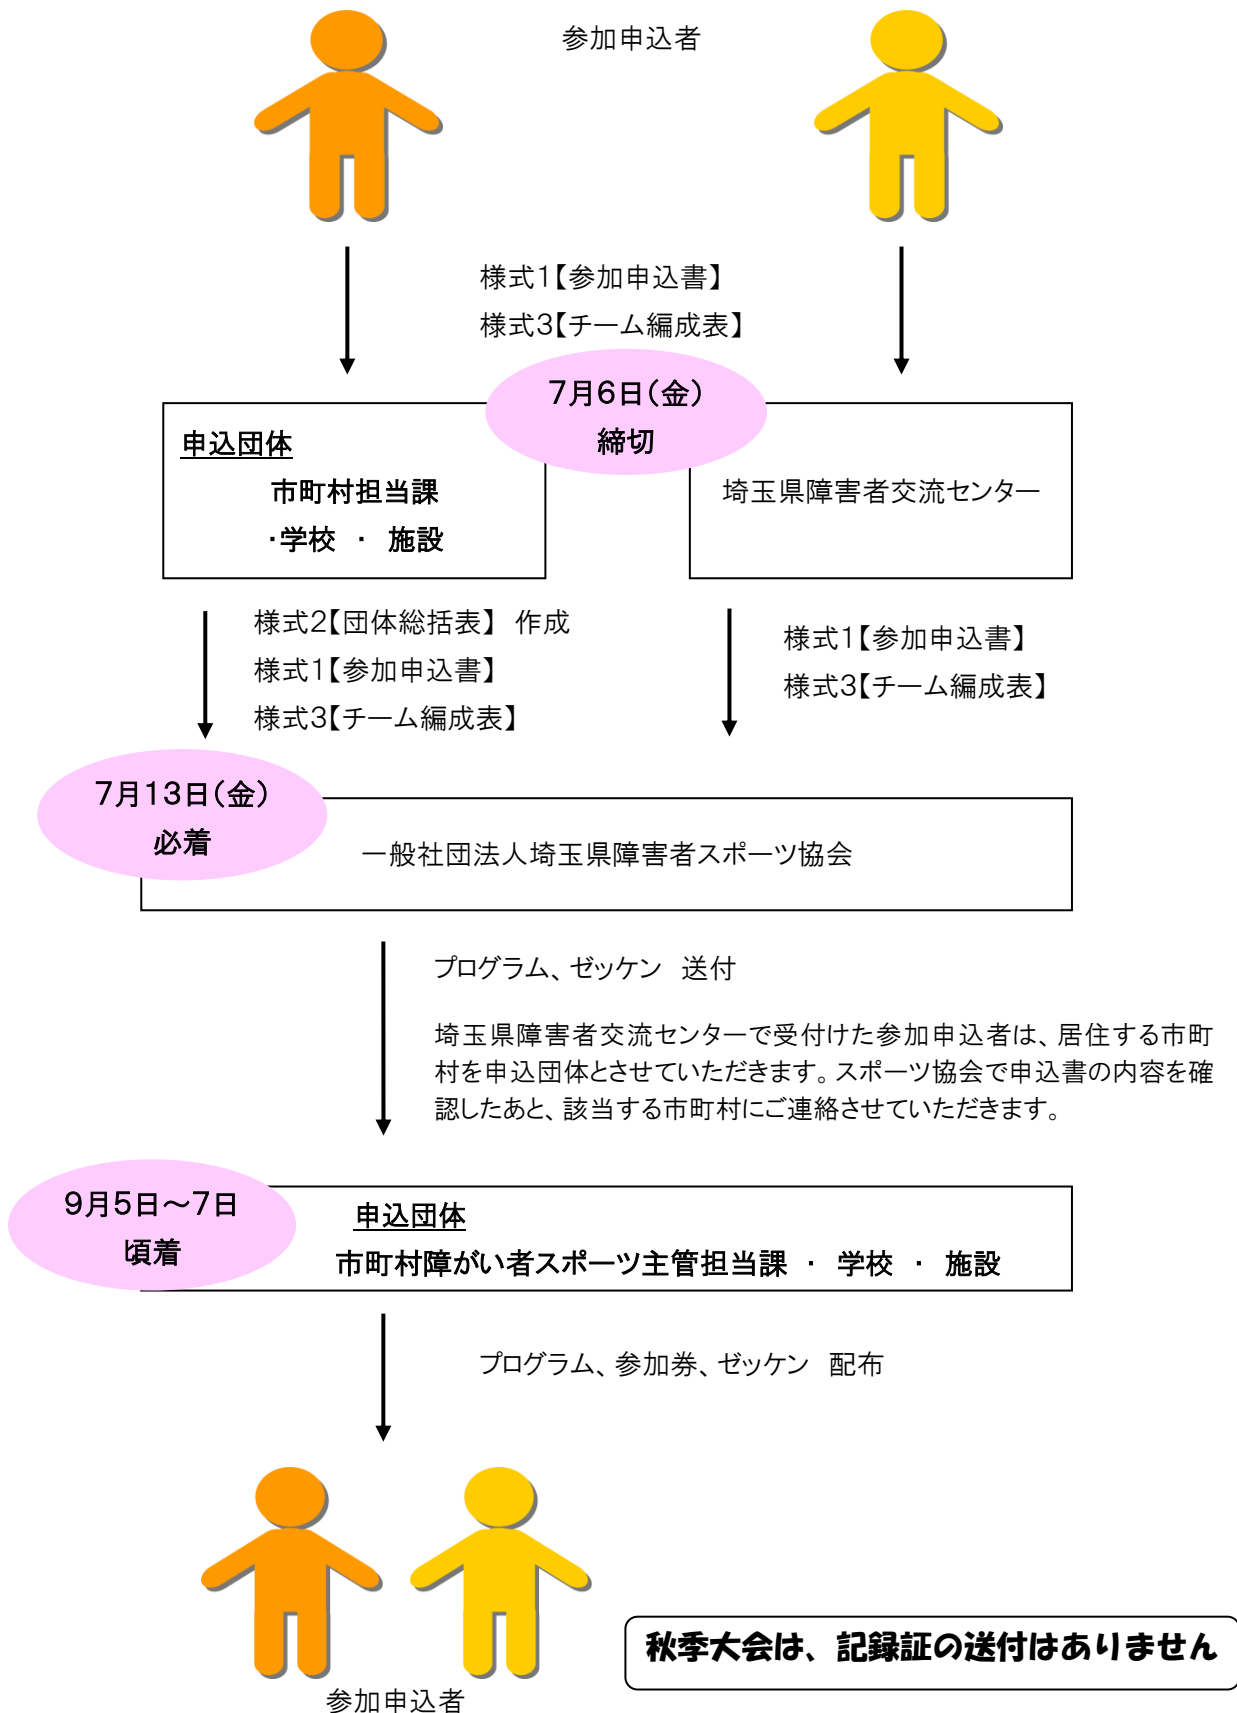 参加申込者
様式1【参加申込書】
様式3【チーム編成表】
7月6日(金)
締切
申込団体
市町村担当課
・学校 ・ 施設
埼玉県障害者交流センター
様式2【団体総括表】 作成
様式1【参加申込書】
様式3【チーム編成表】
様式1【参加申込書】
様式3【チーム編成表】
7月13日(金)
必着
一般社団法人埼玉県障害者スポーツ協会
プログラム、ゼッケン 送付
埼玉県障害者交流センターで受付けた参加申込者は、居住する市町
村を申込団体とさせていただきます。スポーツ協会で申込書の内容を確
認したあと、該当する市町村にご連絡させていただきます。
9月5日~7日
頃着
申込団体
市町村障がい者スポーツ主管担当課 ・ 学校 ・ 施設
プログラム、参加券、ゼッケン 配布
秋季大会は、記録証の送付はありません
参加申込者